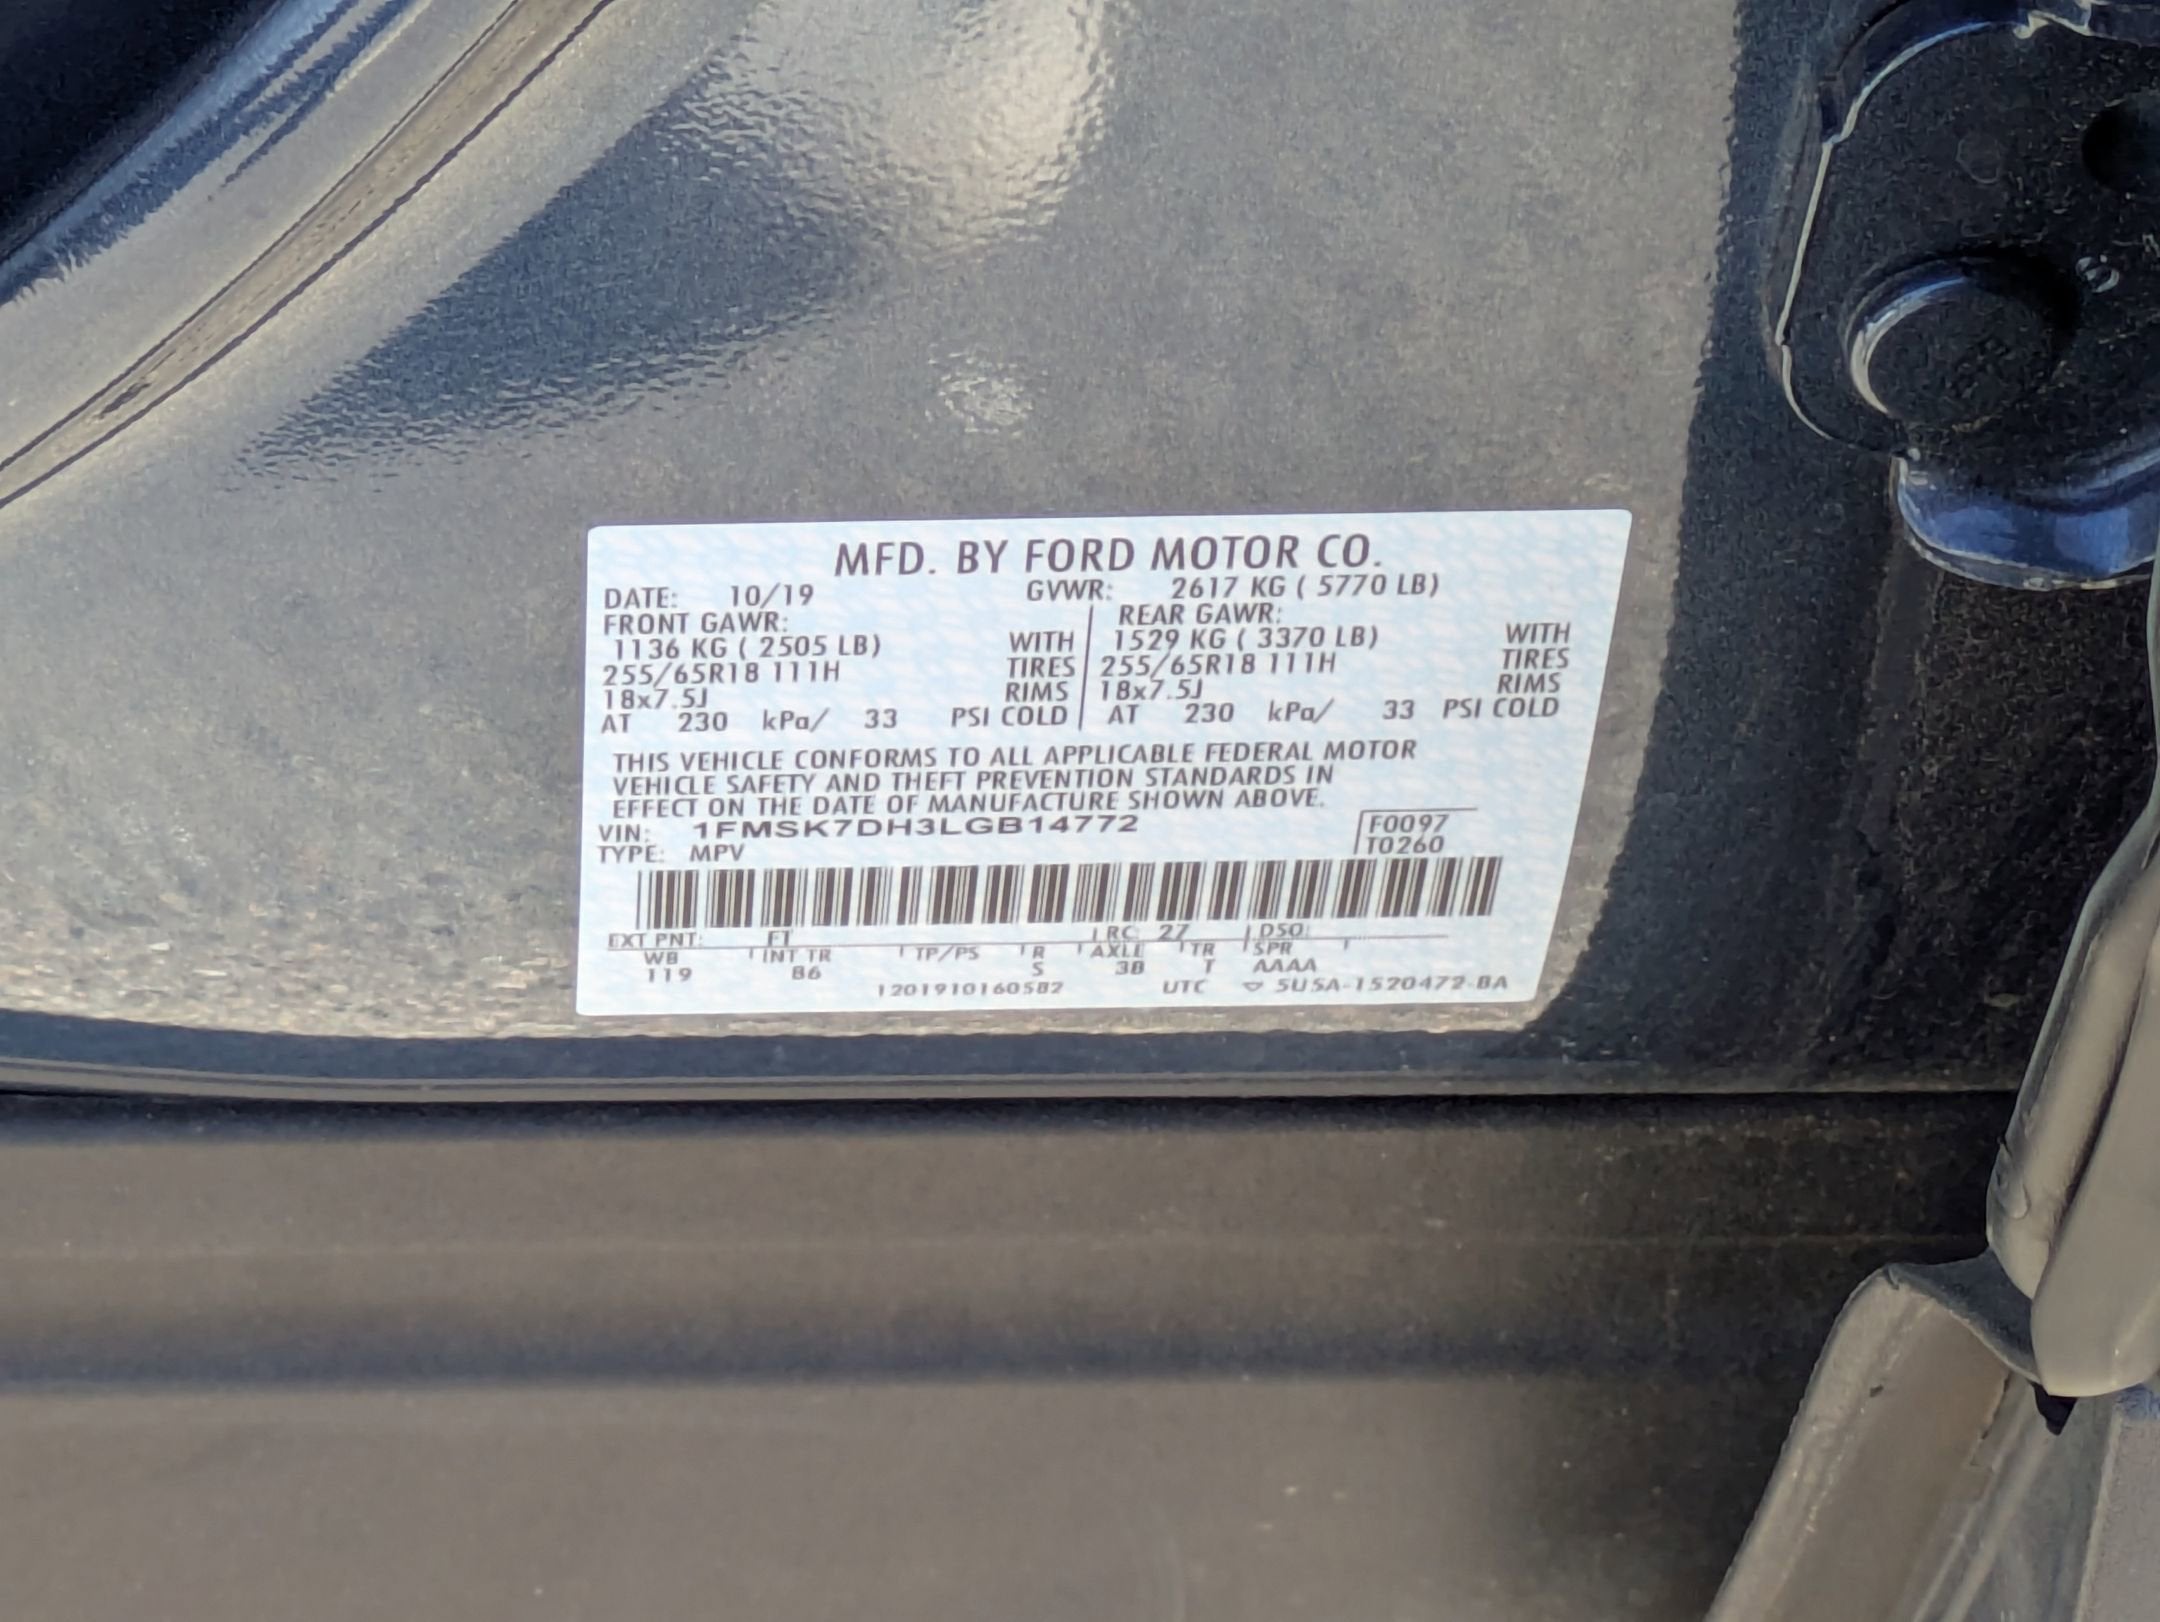 MFD. BY FORD MOTOR CO.
DATE: 10/19 GVWR: 2617 KG ( 5770 LB)
FRONT GAWR: REAR GAWR:
1136 KG ( 2505 LB) WITH 1529 KG ( 3370 LB) WITH
255/65R18 111H TIRES 255/65R18 111H TIRES
18x7.5J RIMS 18x7.5J RIMS
AT 230 kPa/ 33 PSI COLD AT 230 kPa/ 33 PSI COLD
THIS VEHICLE CONFORMS TO ALL APPLICABLE FEDERAL MOTOR
VEHICLE SAFETY AND THEFT PREVENTION STANDARDS IN
EFFECT ON THE DATE OF MANUFACTURE SHOWN ABOVE.
VIN: 1FMSK7DH3LGB14772 F0097
TYPE: MPV T0260
EXT PNT: FT RC: 27 DSO:
WB INT TR TP/PS R AXLE TR SPR
119 B6 S 3B T AAAA
1201910160582 UTC 5U5A-1520472-BA
5